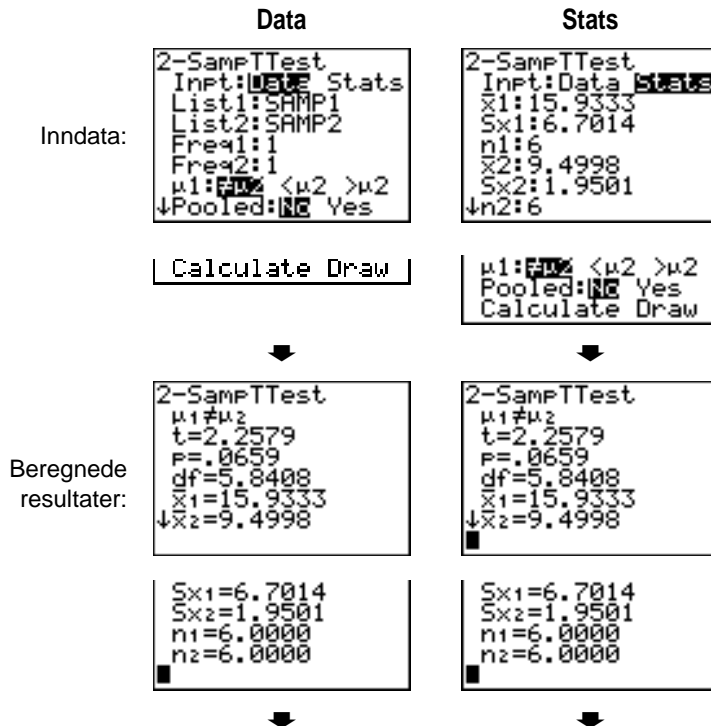 Data
Stats
Inndata:
2-SampTTest
Inpt:Data Stats
List1:SAMP1
List2:SAMP2
Freq1:1
Freq2:1
μ1:≠μ2 <μ2 >μ2
↓Pooled:No Yes
Calculate Draw
2-SampTTest
Inpt:Data Stats
x̄1:15.9333
Sx1:6.7014
n1:6
x̄2:9.4998
Sx2:1.9501
↓n2:6
μ1:≠μ2 <μ2 >μ2
Pooled:No Yes
Calculate Draw
Beregnede
resultater:
2-SampTTest
μ1≠μ2
t=2.2579
p=.0659
df=5.8408
x̄1=15.9333
↓x̄2=9.4998
Sx1=6.7014
Sx2=1.9501
n1=6.0000
n2=6.0000
2-SampTTest
μ1≠μ2
t=2.2579
p=.0659
df=5.8408
x̄1=15.9333
↓x̄2=9.4998
Sx1=6.7014
Sx2=1.9501
n1=6.0000
n2=6.0000